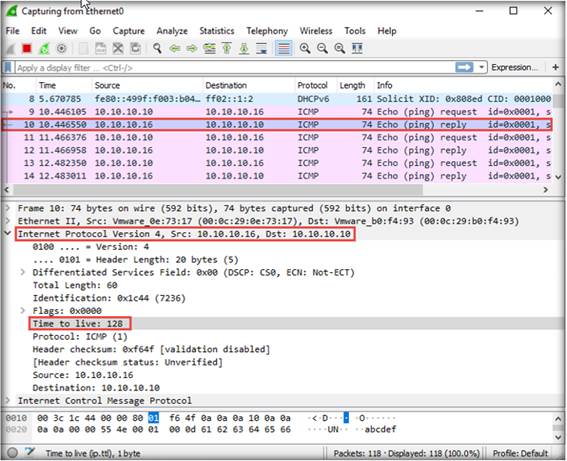 Capturing from Ethernet0
File Edit View Go Capture Analyze Statistics Telephony Wireless Tools Help
Apply a display filter ... <Ctrl-/> Expression... +
No. Time Source Destination Protocol Length Info
8 5.670785 fe80::499f:f003:b04… ff02::1:2 DHCPv6 161 Solicit XID: 0x808ed CID: 0001000
9 10.446105 10.10.10.10 10.10.10.16 ICMP 74 Echo (ping) request id=0x0001, s
10 10.446550 10.10.10.16 10.10.10.10 ICMP 74 Echo (ping) reply id=0x0001, s
11 11.466376 10.10.10.10 10.10.10.16 ICMP 74 Echo (ping) request id=0x0001, s
12 11.466958 10.10.10.16 10.10.10.10 ICMP 74 Echo (ping) reply id=0x0001, s
13 12.482350 10.10.10.10 10.10.10.16 ICMP 74 Echo (ping) request id=0x0001, s
14 12.483011 10.10.10.16 10.10.10.10 ICMP 74 Echo (ping) reply id=0x0001, s
Frame 10: 74 bytes on wire (592 bits), 74 bytes captured (592 bits) on interface 0
Ethernet II, Src: Vmware_0e:73:17 (00:0c:29:0e:73:17), Dst: Vmware_b0:f4:93 (00:0c:29:b0:f4:93)
Internet Protocol Version 4, Src: 10.10.10.16, Dst: 10.10.10.10
0100 .... = Version: 4
.... 0101 = Header Length: 20 bytes (5)
Differentiated Services Field: 0x00 (DSCP: CS0, ECN: Not-ECT)
Total Length: 60
Identification: 0x1c44 (7236)
Flags: 0x0000
Time to live: 128
Protocol: ICMP (1)
Header checksum: 0xf64f [validation disabled]
[Header checksum status: Unverified]
Source: 10.10.10.16
Destination: 10.10.10.10
Internet Control Message Protocol
0010 00 3c 1c 44 00 00 80 01 f6 4f 0a 0a 0a 10 0a 0a ·<·D···· ·O······
0020 0a 0a 00 00 55 4e 00 01 00 0d 61 62 63 64 65 66 ····UN·· ··abcdef
Time to live (ip.ttl), 1 byte Packets: 118 · Displayed: 118 (100.0%) Profile: Default